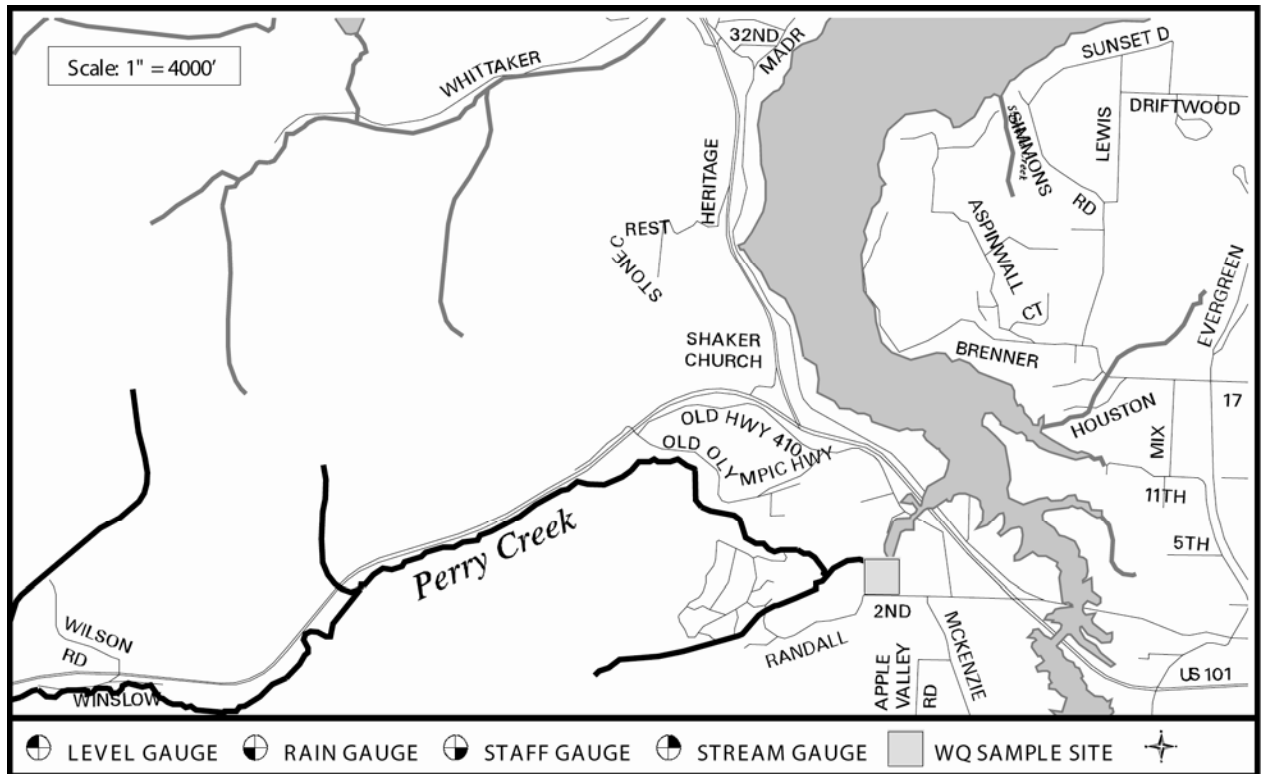 Scale: 1" = 4000'
WHITTAKER
32ND
MADR
SUNSET D
DRIFTWOOD
LEWIS
SIMMONS
RD
HERITAGE
CREST
STONE
ASPINWALL
CT
EVERGREEN
SHAKER
CHURCH
BRENNER
17
HOUSTON
MIX
OLD HWY 410
OLD OLYMPIC HWY
11TH
5TH
Perry Creek
2ND
WILSON
RD
WINSLOW
RANDALL
APPLE
VALLEY
RD
MCKENZIE
US 101
LEVEL GAUGE RAIN GAUGE STAFF GAUGE STREAM GAUGE WQ SAMPLE SITE